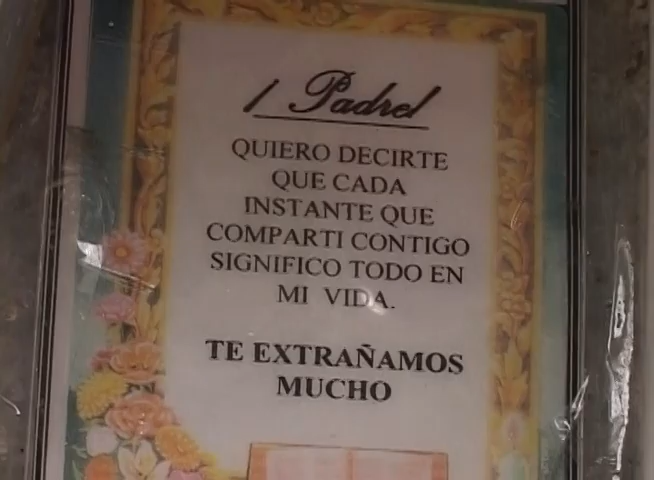 ¡ Padre!
QUIERO DECIRTE
QUE CADA
INSTANTE QUE
COMPARTI CONTIGO
SIGNIFICO TODO EN
MI VIDA.
TE EXTRAÑAMOS
MUCHO